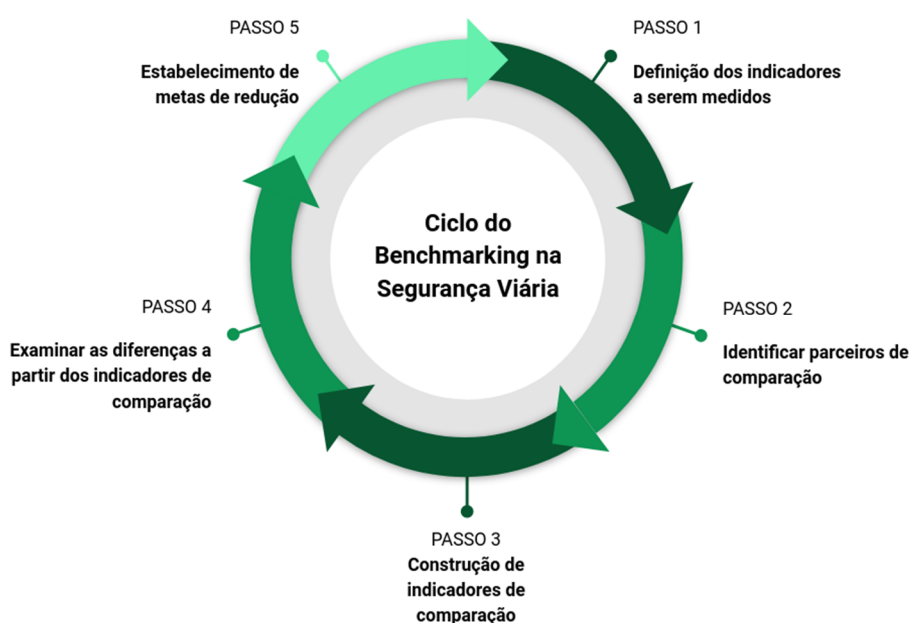 PASSO 1
Definição dos indicadores
a serem medidos
PASSO 2
Identificar parceiros de
comparação
PASSO 3
Construção de
indicadores de
comparação
PASSO 4
Examinar as diferenças a
partir dos indicadores de
comparação
PASSO 5
Estabelecimento de
metas de redução
Ciclo do
Benchmarking na
Segurança Viária